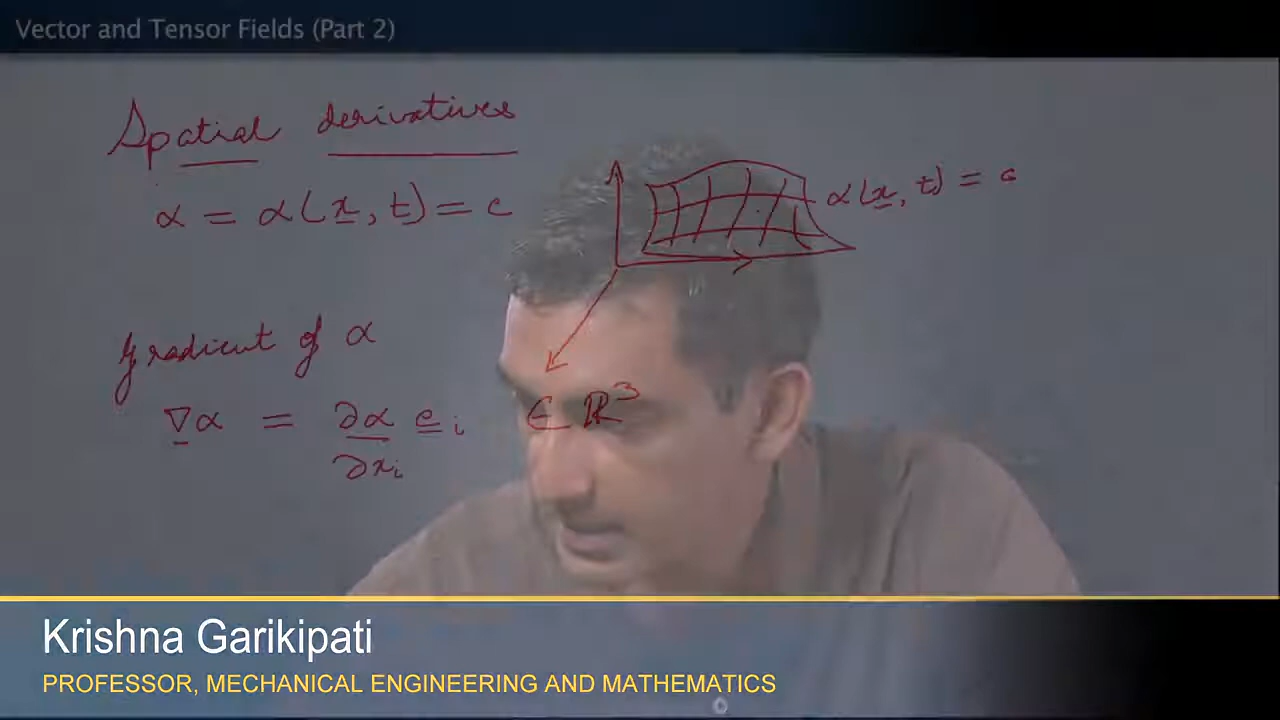 Vector and Tensor Fields (Part 2)
Spatial derivatives
α = α(x, t) = c
α(x, t) = c
Gradient of α
∇α = ∂α/∂xᵢ eᵢ ∈ ℝ³
Krishna Garikipati
PROFESSOR, MECHANICAL ENGINEERING AND MATHEMATICS